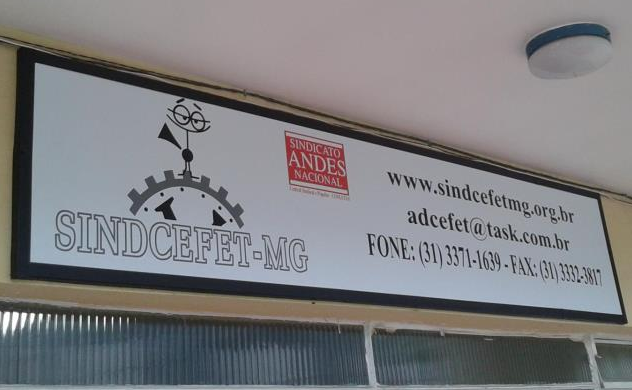 SINDCEFET-MG
SINDICATO
ANDES
NACIONAL
www.sindcefetmg.org.br
adcefet@task.com.br
FONE: (31) 3371-1639 - FAX: (31) 3332-3817